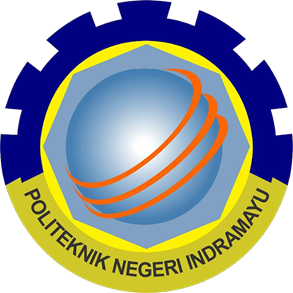 POLITEKNIK NEGERI INDRAMAYU